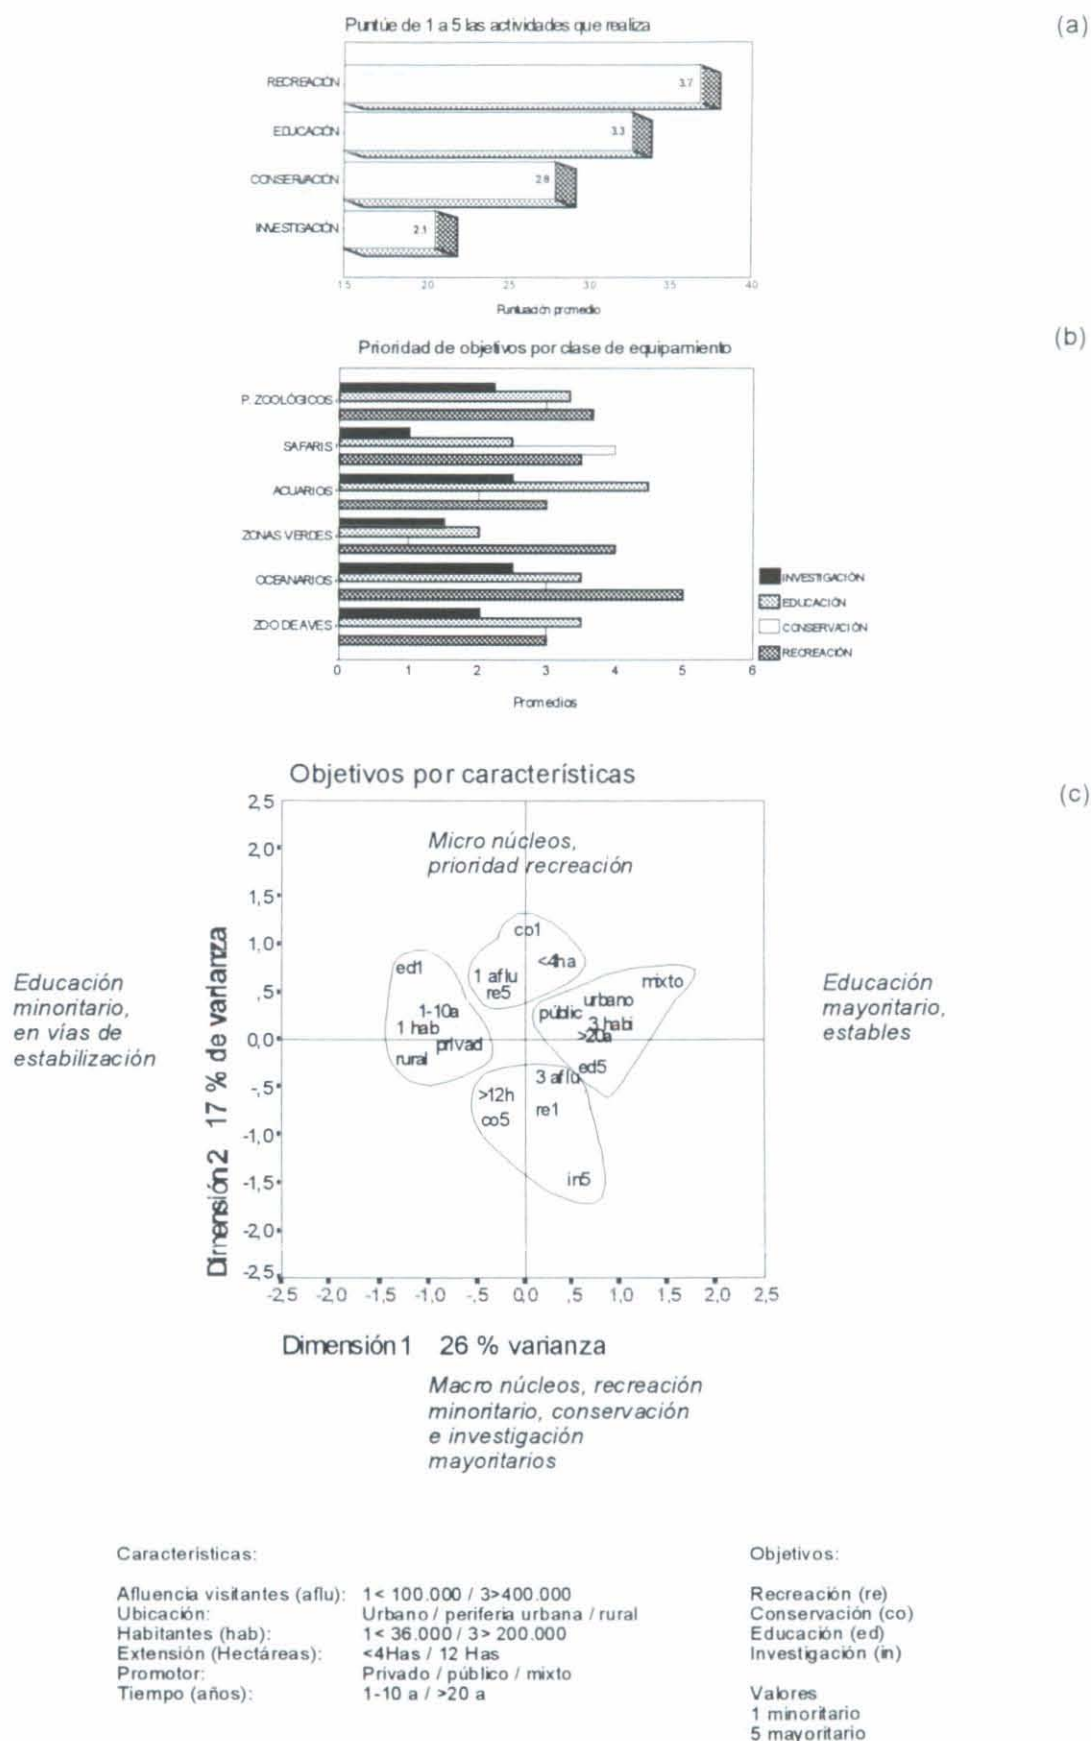 Puntúe de 1 a 5 las actividades que realiza
(a)
RECREACIÓN
3.7
EDUCACIÓN
3.3
CONSERVACIÓN
2.8
INVESTIGACIÓN
2.1
1.5 2.0 2.5 3.0 3.5 4.0
Puntuación promedio
(b)
Prioridad de objetivos por clase de equipamiento
P. ZOOLÓGICOS
SAFARIS
ACUARIOS
ZONAS VERDES
OCEANARIOS
ZOO DE AVES
INVESTIGACIÓN
EDUCACIÓN
CONSERVACIÓN
RECREACIÓN
0 1 2 3 4 5 6
Promedios
Objetivos por características
(c)
2,5
2,0
1,5
1,0
,5
0,0
-,5
-1,0
-1,5
-2,0
-2,5
Dimensión 2 17 % de varianza
Micro núcleos,
prioridad recreación
Educación
minoritario,
en vías de
estabilización
Educación
mayoritario,
estables
co1
<4ha
1 aflu
re5
ed1
1-10a
1 hab
privad
rural
mixto
urbano
públic
3 habi
>20a
ed5
3 aflu
>12h
re1
co5
in5
-2,5 -2,0 -1,5 -1,0 -,5 0,0 ,5 1,0 1,5 2,0 2,5
Dimensión 1 26 % varianza
Macro núcleos, recreación
minoritario, conservación
e investigación
mayoritarios
Características:
Afluencia visitantes (aflu): 1< 100.000 / 3>400.000
Ubicación: Urbano / periferia urbana / rural
Habitantes (hab): 1< 36.000 / 3> 200.000
Extensión (Hectáreas): <4Has / 12 Has
Promotor: Privado / público / mixto
Tiempo (años): 1-10 a / >20 a
Objetivos:
Recreación (re)
Conservación (co)
Educación (ed)
Investigación (in)
Valores
1 minoritario
5 mayoritario